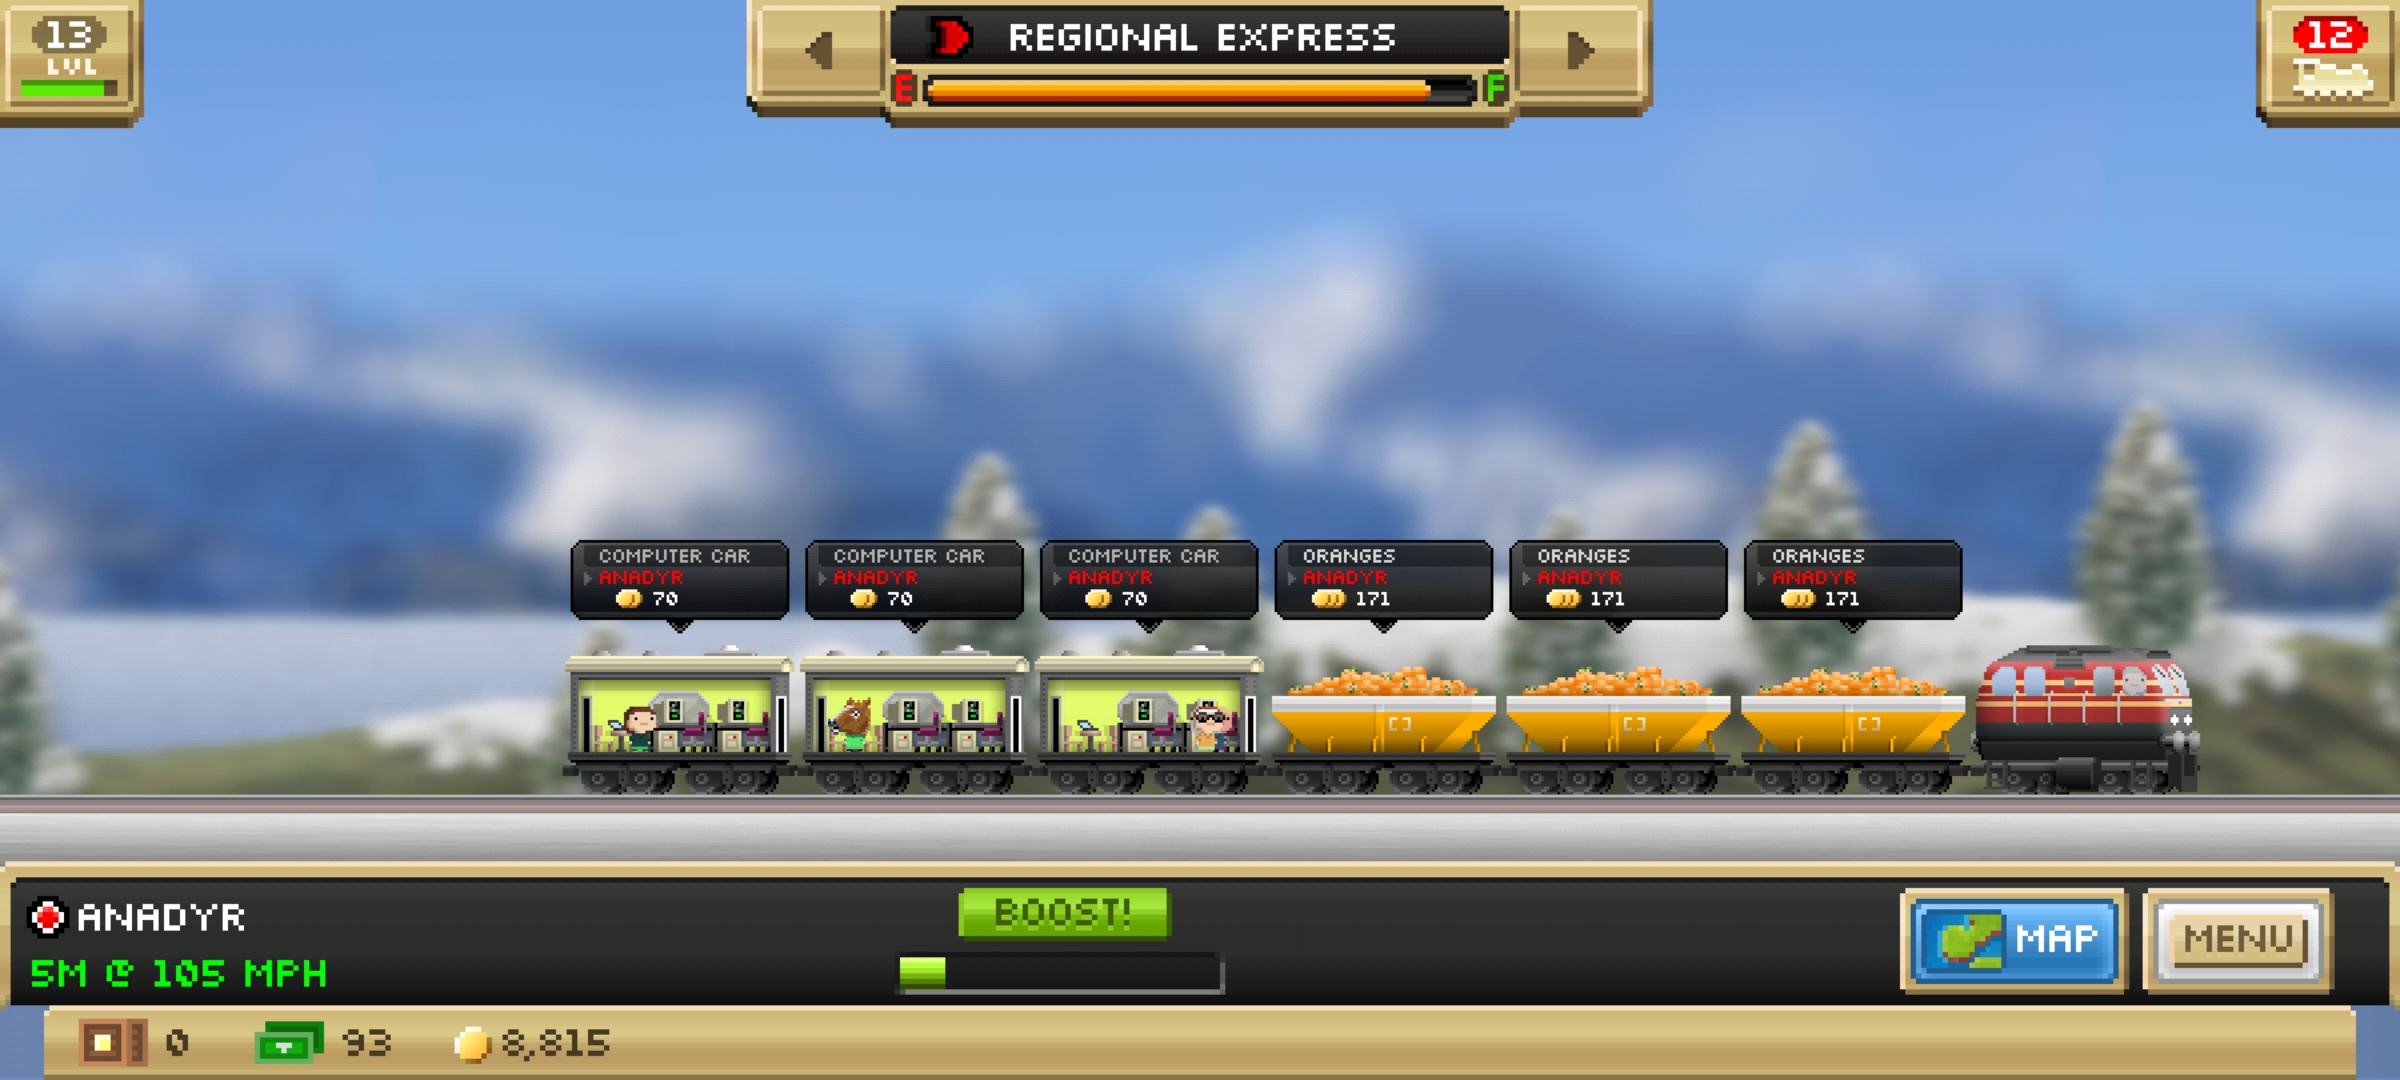 13
LVL
REGIONAL EXPRESS
E F
12
COMPUTER CAR
ANADYR
70
COMPUTER CAR
ANADYR
70
COMPUTER CAR
ANADYR
70
ORANGES
ANADYR
171
ORANGES
ANADYR
171
ORANGES
ANADYR
171
ANADYR
5M @ 105 MPH
BOOST!
MAP
MENU
0
93
8,815